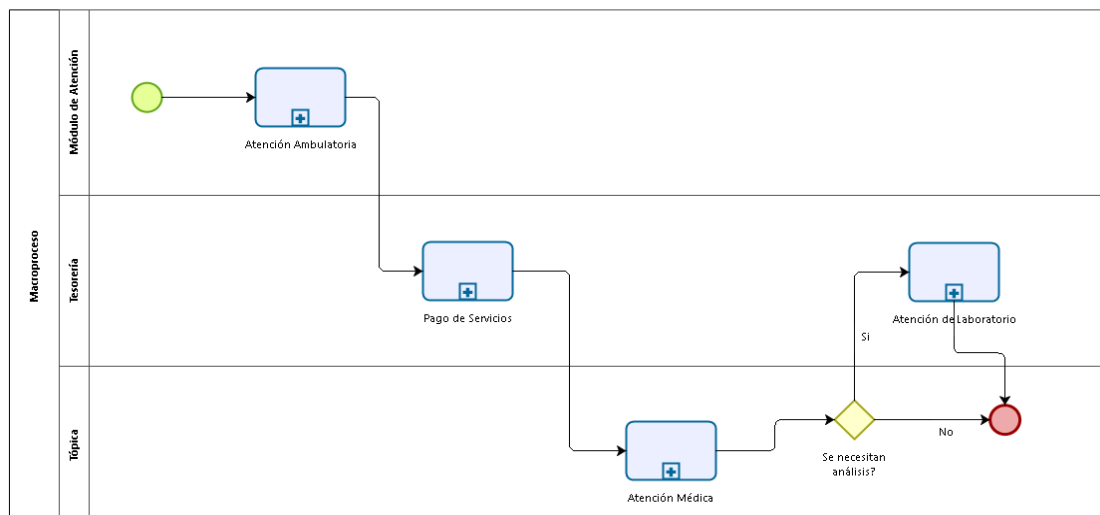 Macroproceso
Módulo de Atención
Atención Ambulatoria
Tesorería
Pago de Servicios
Atención de Laboratorio
Si
Tópica
Atención Médica
Se necesitan
análisis?
No